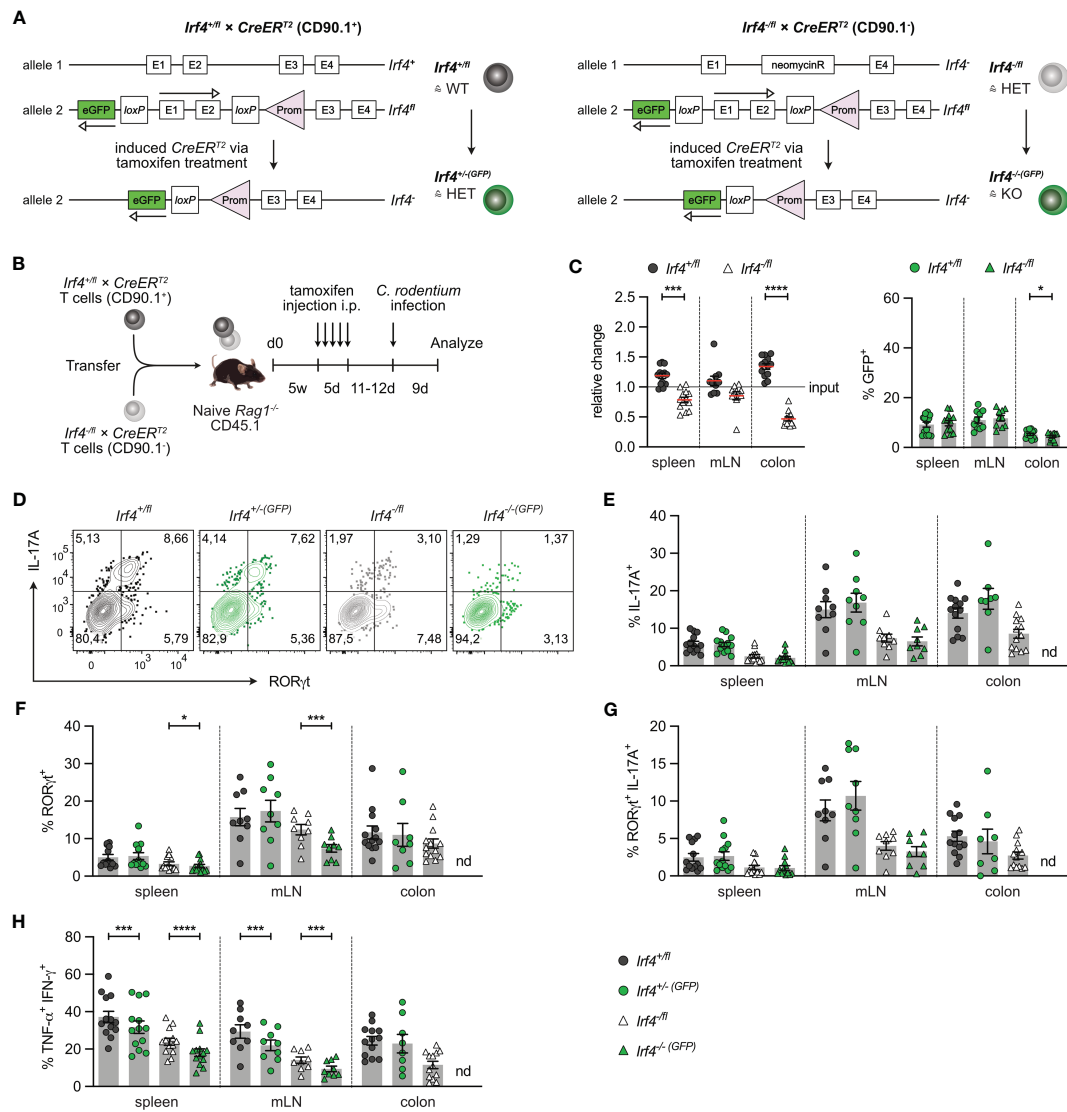 A
Irf4+/fl × CreERT2 (CD90.1+)
allele 1 E1 E2 E3 E4 Irf4+
allele 2 eGFP loxP E1 E2 loxP Prom E3 E4 Irf4fl
induced CreERT2 via
tamoxifen treatment
allele 2 eGFP loxP Prom E3 E4 Irf4-
Irf4+/fl
≈ WT
Irf4+/-(GFP)
≈ HET
Irf4-/fl × CreERT2 (CD90.1-)
allele 1 E1 neomycinR E4 Irf4-
allele 2 eGFP loxP E1 E2 loxP Prom E3 E4 Irf4fl
induced CreERT2 via
tamoxifen treatment
allele 2 eGFP loxP Prom E3 E4 Irf4-
Irf4-/fl
≈ HET
Irf4-/-(GFP)
≈ KO
B
Irf4+/fl × CreERT2
T cells (CD90.1+)
Transfer
Irf4-/fl × CreERT2
T cells (CD90.1-)
Naive Rag1-/-
CD45.1
tamoxifen
injection i.p.
C. rodentium
infection
d0
Analyze
5w 5d 11-12d 9d
C
Irf4+/fl Irf4-/fl
relative change
2.5
2.0
1.5
1.0
0.5
0.0
*** ****
input
spleen mLN colon
Irf4+/fl Irf4-/fl
% GFP+
60
40
20
0
*
spleen mLN colon
D
Irf4+/fl Irf4+/-(GFP) Irf4-/fl Irf4-/-(GFP)
IL-17A
105
104
103
0
5,13 8,66
80,4 5,79
4,14 7,62
82,9 5,36
1,97 3,10
87,5 7,48
1,29 1,37
94,2 3,13
0 103 104
RORγt
E
% IL-17A+
40
30
20
10
0
nd
spleen mLN colon
F
% RORγt+
40
30
20
10
0
* ***
nd
spleen mLN colon
G
% RORγt+ IL-17A+
20
15
10
5
0
nd
spleen mLN colon
H
% TNF-α+ IFN-γ+
80
60
40
20
0
*** **** *** ***
nd
spleen mLN colon
Irf4+/fl
Irf4+/- (GFP)
Irf4-/fl
Irf4-/- (GFP)